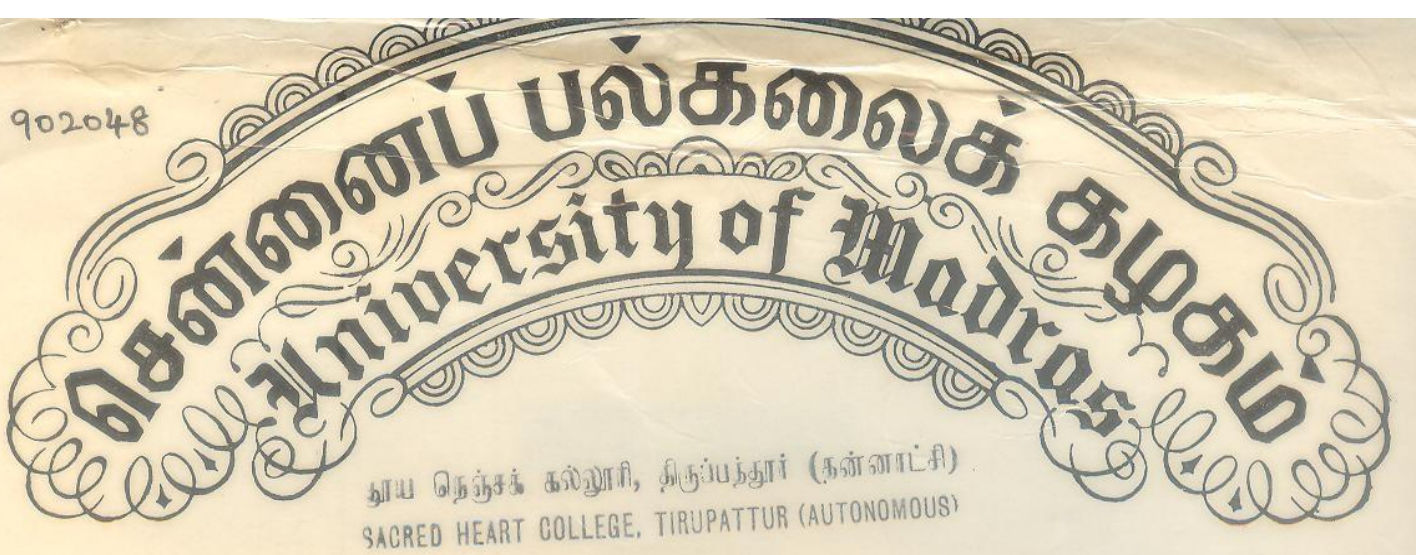 902048
சென்னைப் பல்கலைக் கழகம்
University of Madras
தூய நெஞ்சக் கல்லூரி, திருப்பத்தூர் (தன்னாட்சி)
SACRED HEART COLLEGE, TIRUPATTUR (AUTONOMOUS)